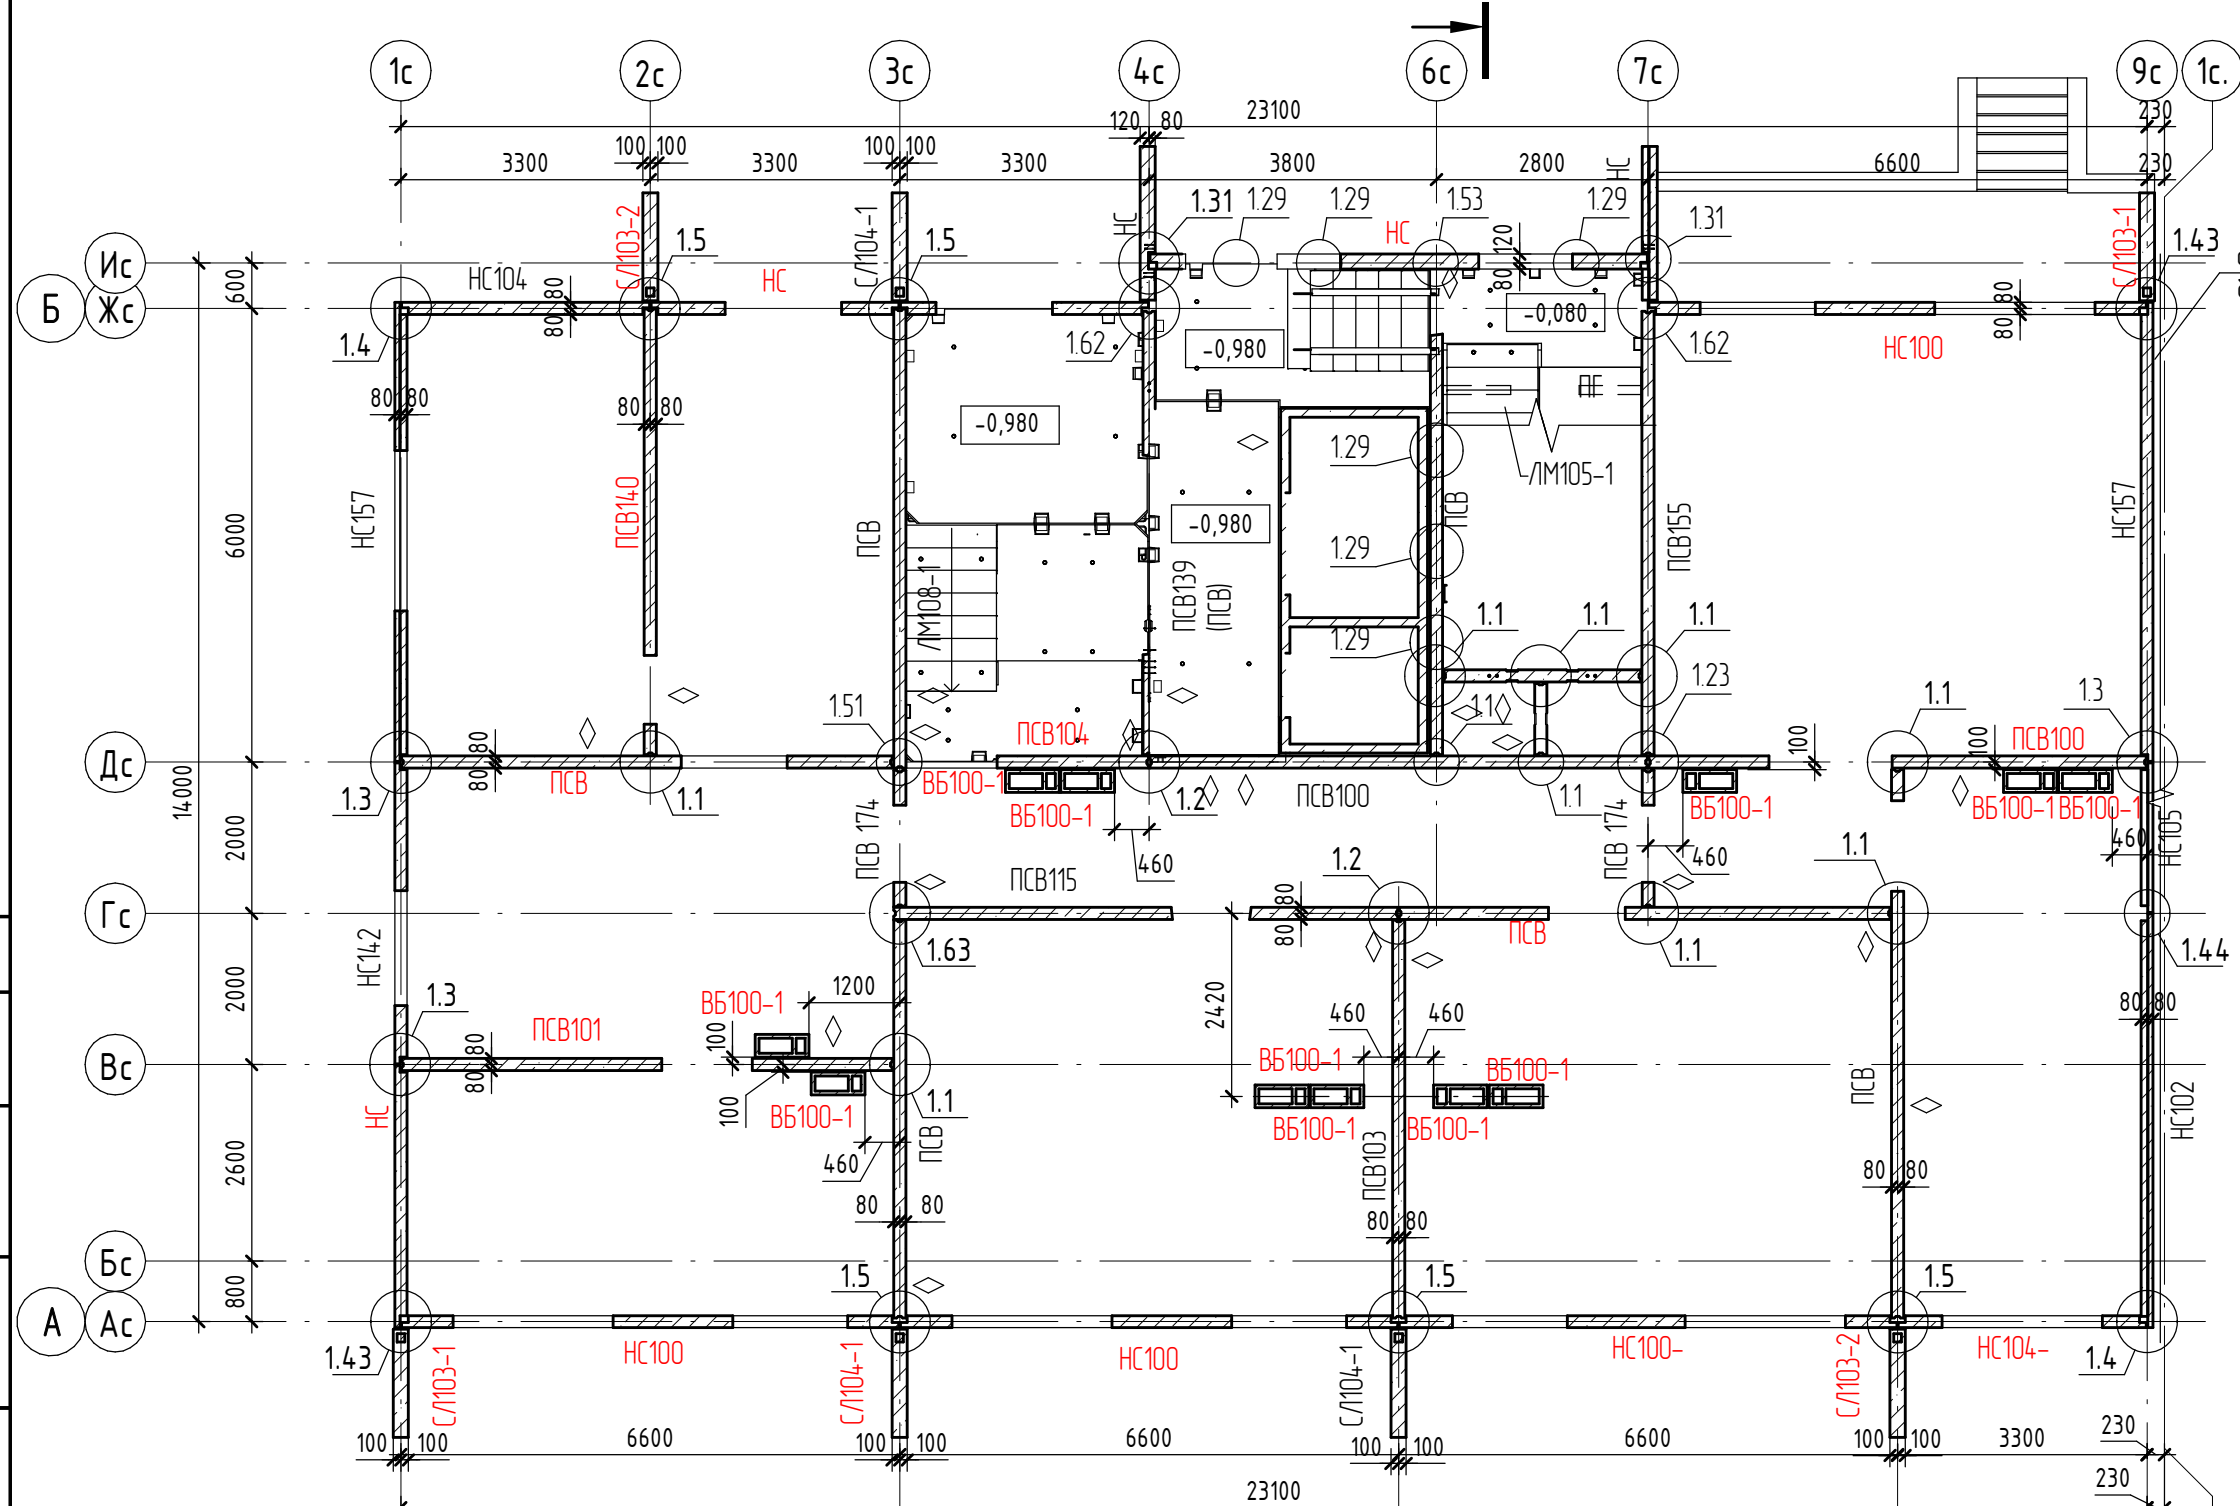 1с 2с 3с 4с 6с 7с 9с 1с.
23100 230
120 80
100 100 100 100
3300 3300 3300 3800 2800 6600 230
СЛ103-2 СЛ104-1 НС НС СЛ103-1
1.31 1.29 1.29 1.53 1.29 1.31
Ис
600
НС104 80 1.5 НС 1.5 НС 120 1.43
Б Жс
80 80 -0,080 80 80
1.4 1.62 -0,980 1.62 НС100
80 80 80 80
-0,980
1.29 ЛМ105-1
НС157 ПСВ140 ПСВ -0,980 ПСВ ПСВ155 НС157
6000
1.29
ЛМ108-1 ПСВ139 (ПСВ)
1.29 1.1 1.1 1.1
1.51 1.1 1.23 1.1 1.3
ПСВ104 100 100 ПСВ100
Дс
80 80 ПСВ ВБ100-1
1.3 1.1 1.2 ПСВ100 1.1
14000
ВБ100-1 ВБ100-1 ВБ100-1 ВБ100-1
2000
ПСВ 174 460 ПСВ 174 460 460 НС105
ПСВ115 1.2 1.1
80
Гс
80 ПСВ
НС142 1.63 1.1 1.44
2000
1.3 ВБ100-1 1200 2420 460 460 80 80
ПСВ101 80 100
Вс
80 ВБ100-1 ВБ100-1
НС 100 ВБ100-1 1.1 ВБ100-1 ВБ100-1 ПСВ НС102
ПСВ ПСВ103
460
2600
80 80 80 80 80 80
Бс
800
1.5 1.5 1.5
А Ас
1.43 НС100 НС100 НС100- НС104- 1.4
СЛ103-1 СЛ104-1 СЛ104-1 СЛ103-2
100 100 6600 100 100 6600 100 100 6600 100 100 3300 230
23100 230